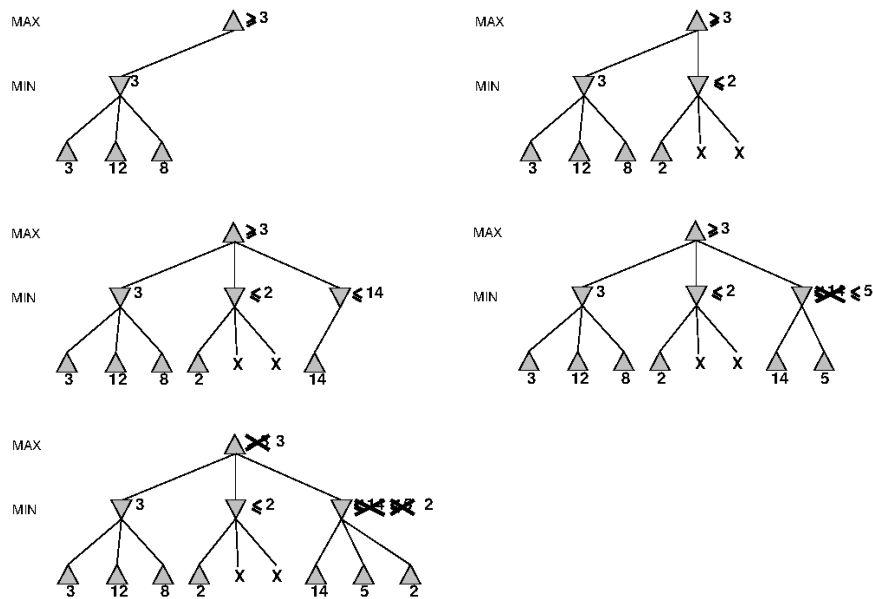 MAX ⩾ 3
MIN 3
3 12 8
MAX ⩾ 3
MIN 3 ⩽ 2
3 12 8 2 X X
MAX ⩾ 3
MIN 3 ⩽ 2 ⩽ 14
3 12 8 2 X X 14
MAX ⩾ 3
MIN 3 ⩽ 2 ⩽ 14 ⩽ 5
3 12 8 2 X X 14 5
MAX 3
MIN 3 ⩽ 2 ⩽ 14 2
3 12 8 2 X X 14 5 2